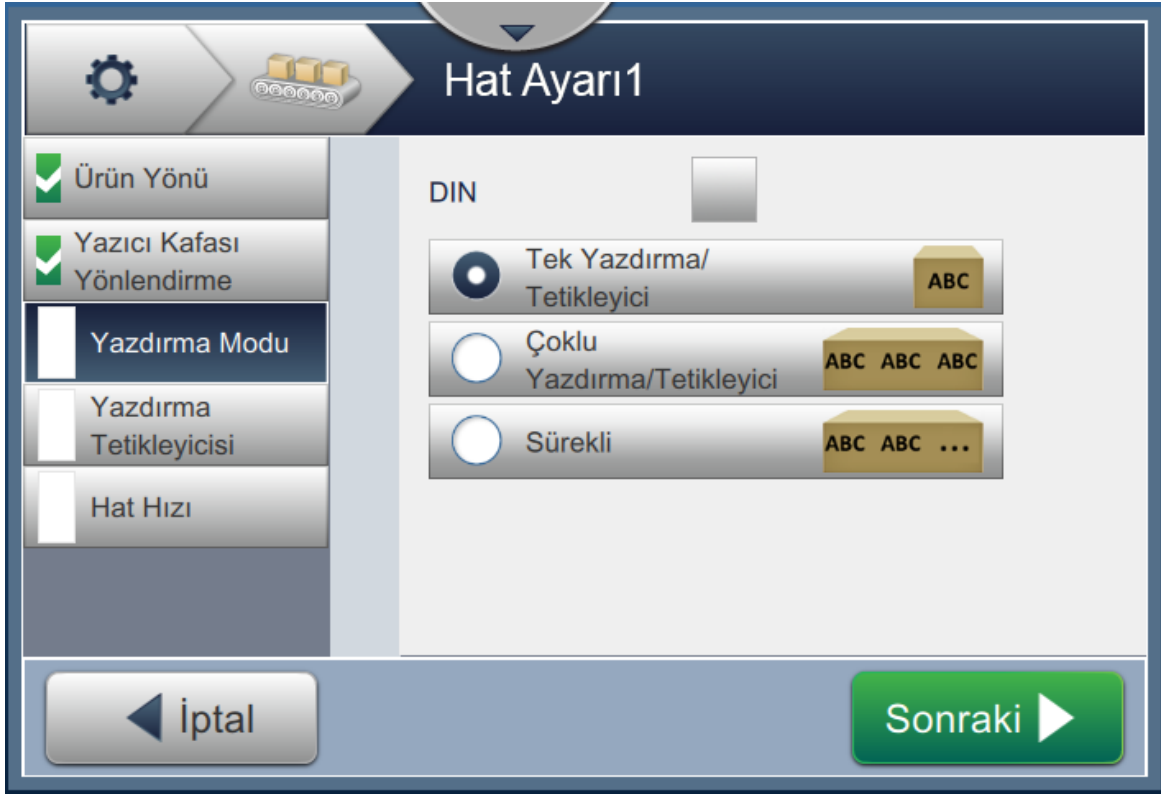 Hat Ayarı1
Ürün Yönü
Yazıcı Kafası
Yönlendirme
Yazdırma Modu
Yazdırma
Tetikleyicisi
Hat Hızı
DIN
Tek Yazdırma/
Tetikleyici
ABC
Çoklu
Yazdırma/Tetikleyici
ABC ABC ABC
Sürekli
ABC ABC ...
İptal
Sonraki